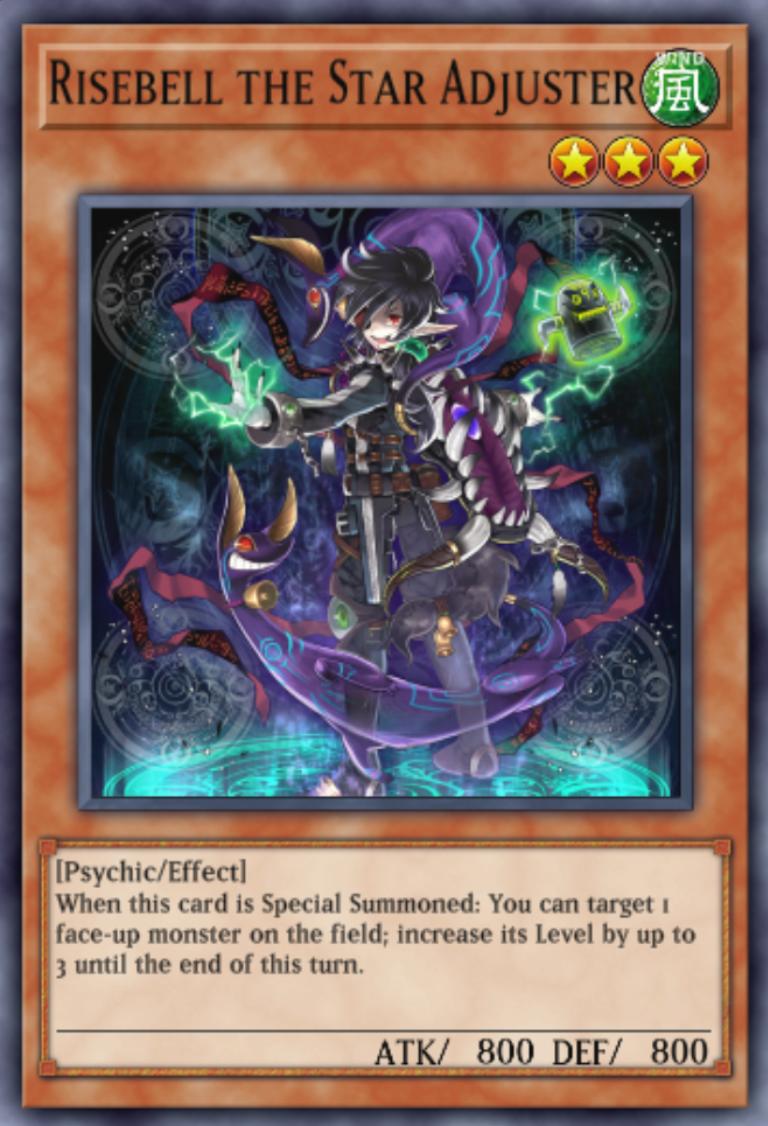 Risebell the Star Adjuster
WIND
風
[Psychic/Effect]
When this card is Special Summoned: You can target 1
face-up monster on the field; increase its Level by up to
3 until the end of this turn.
ATK/ 800 DEF/ 800